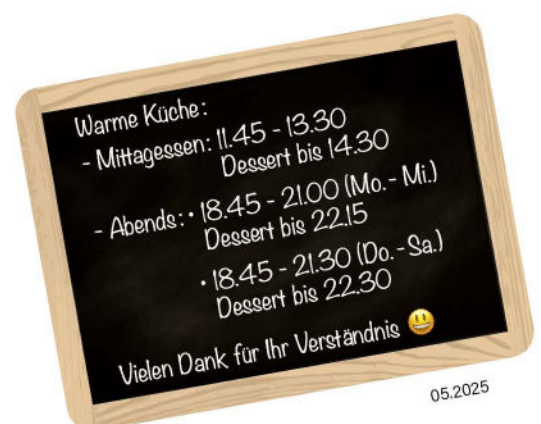 Warme Küche:
- Mittagessen: 11.45 - 13.30
Dessert bis 14.30
- Abends: • 18.45 - 21.00 (Mo. - Mi.)
Dessert bis 22.15
• 18.45 - 21.30 (Do. - Sa.)
Dessert bis 22.30
Vielen Dank für Ihr Verständnis 😃
05.2025